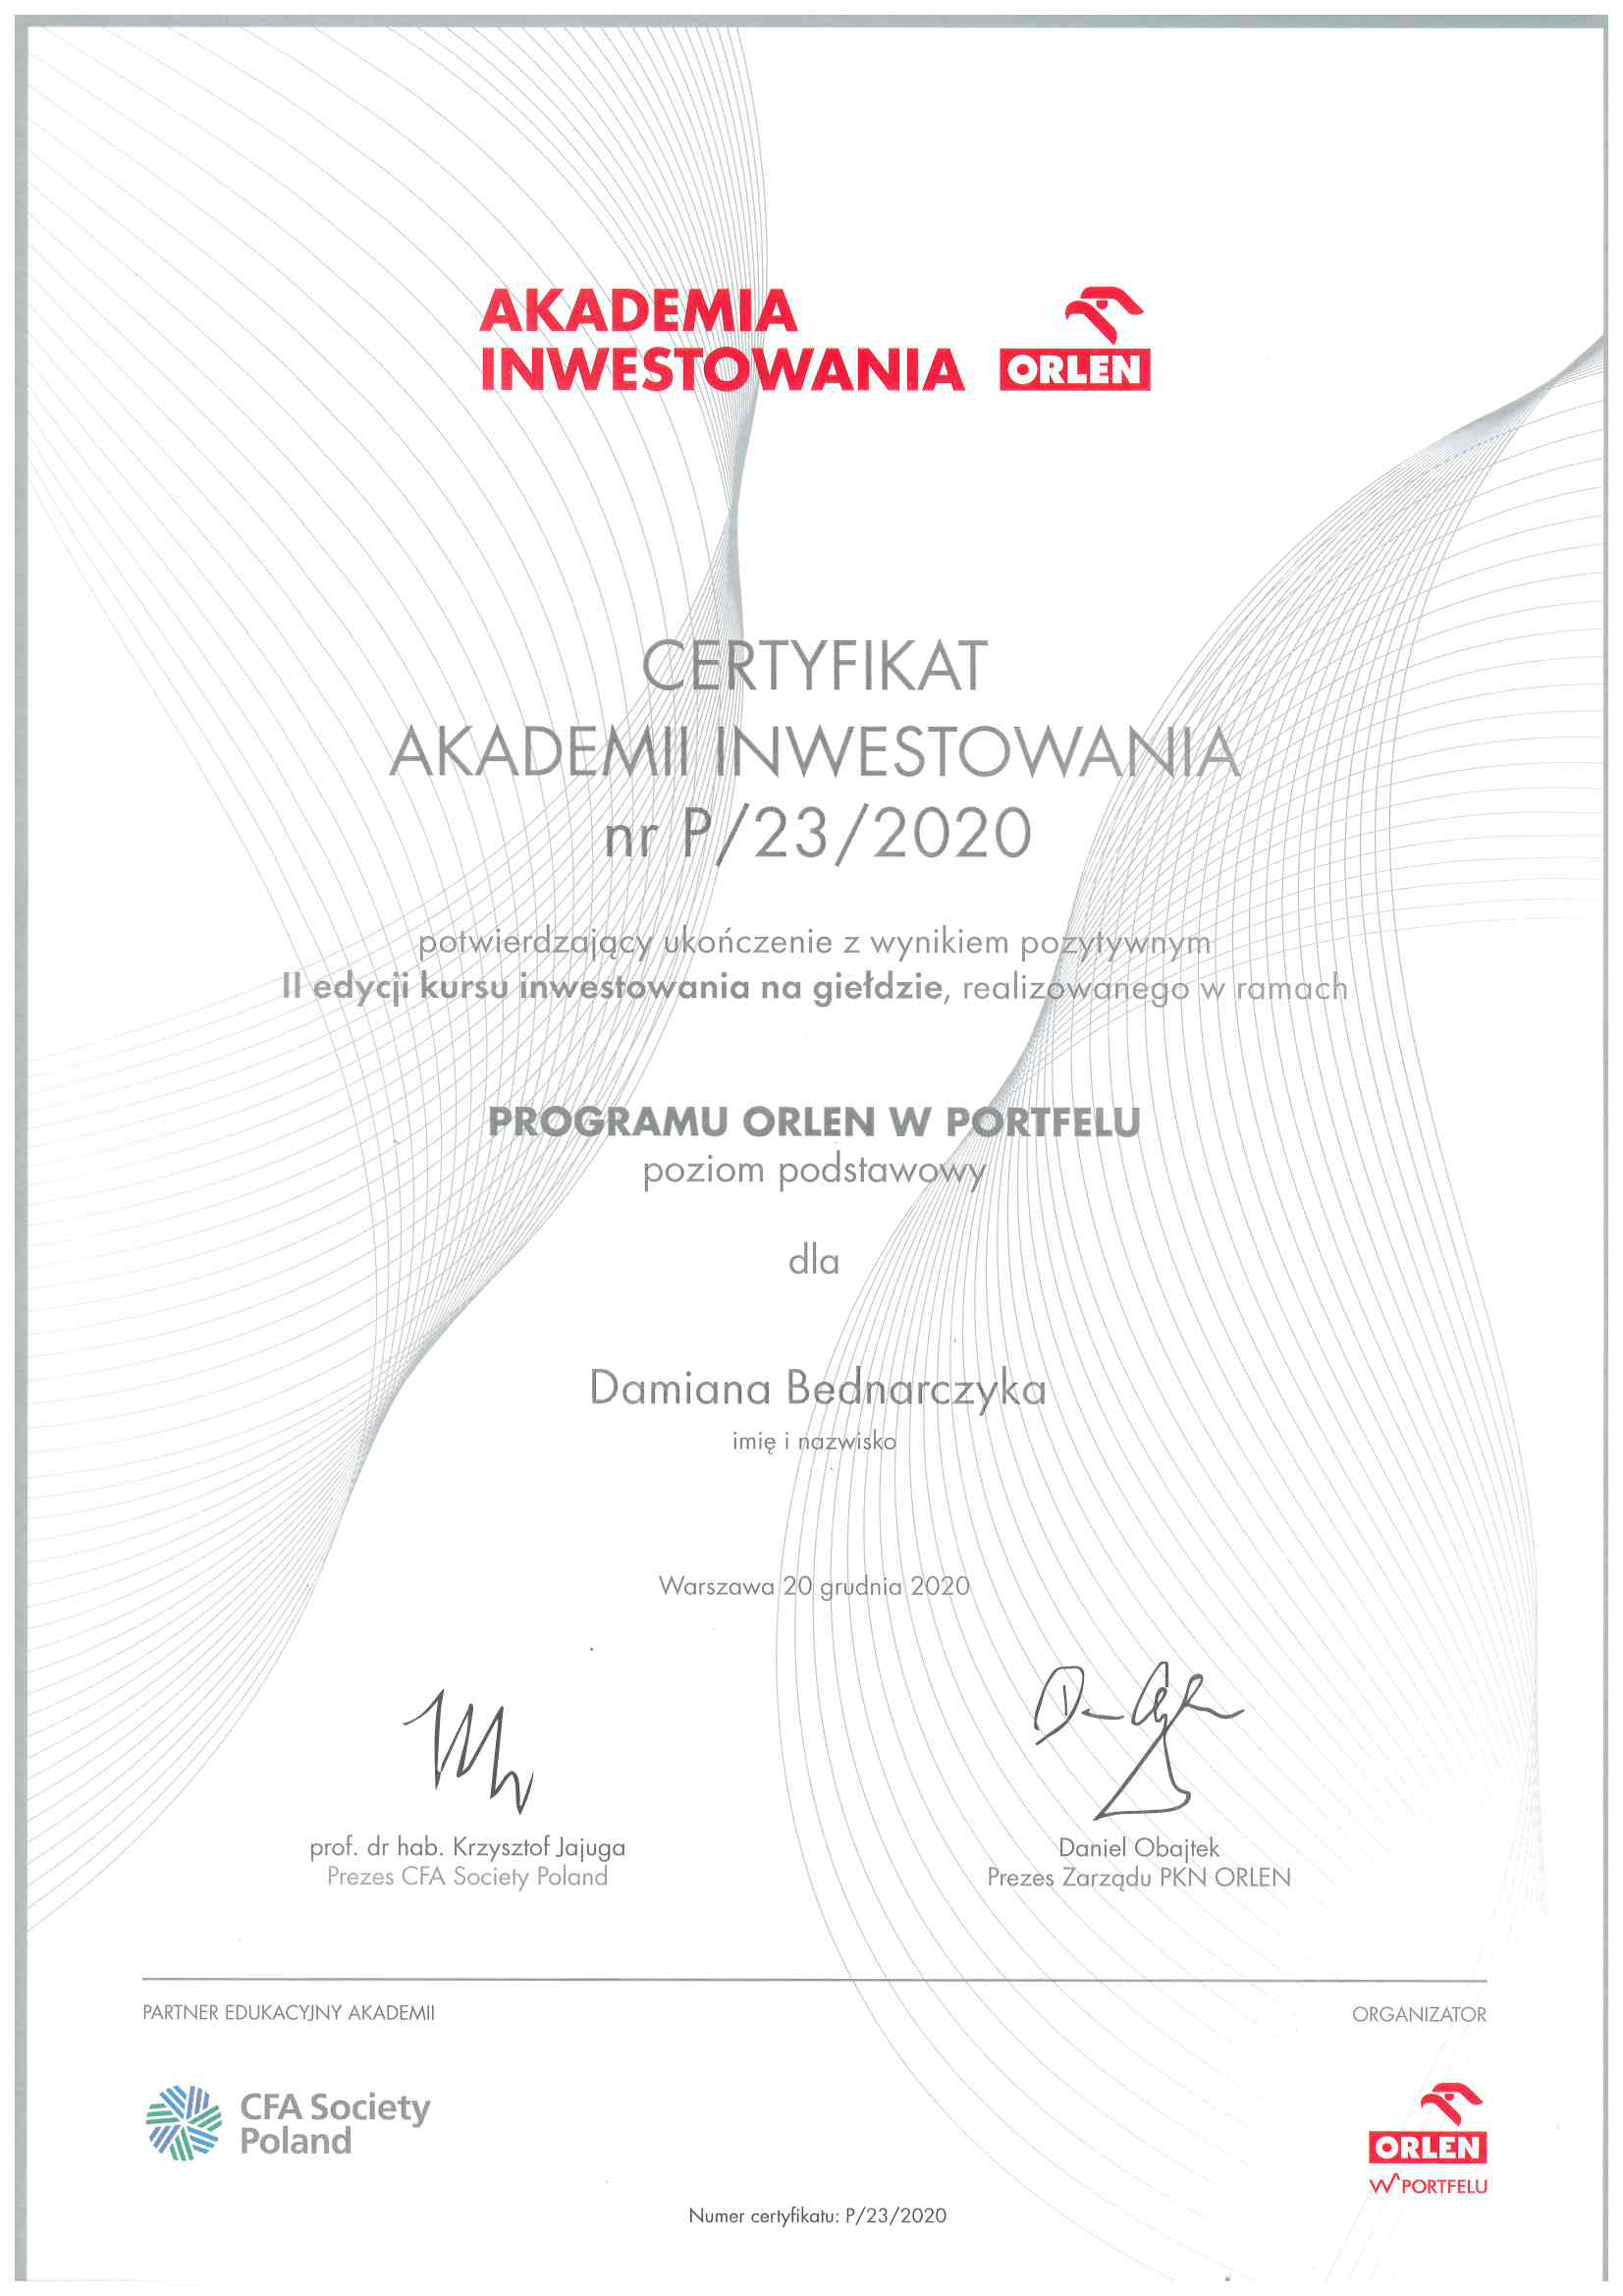 AKADEMIA
INWESTOWANIA
ORLEN
CERTYFIKAT
AKADEMII INWESTOWANIA
nr P/23/2020
potwierdzający ukończenie z wynikiem pozytywnym
II edycji kursu inwestowania na giełdzie, realizowanego w ramach
PROGRAMU ORLEN W PORTFELU
poziom podstawowy
dla
Damiana Bednarczyka
imię i nazwisko
Warszawa 20 grudnia 2020
prof. dr hab. Krzysztof Jajuga
Prezes CFA Society Poland
Daniel Obajtek
Prezes Zarządu PKN ORLEN
PARTNER EDUKACYJNY AKADEMII
ORGANIZATOR
CFA Society
Poland
ORLEN
W PORTFELU
Numer certyfikatu: P/23/2020